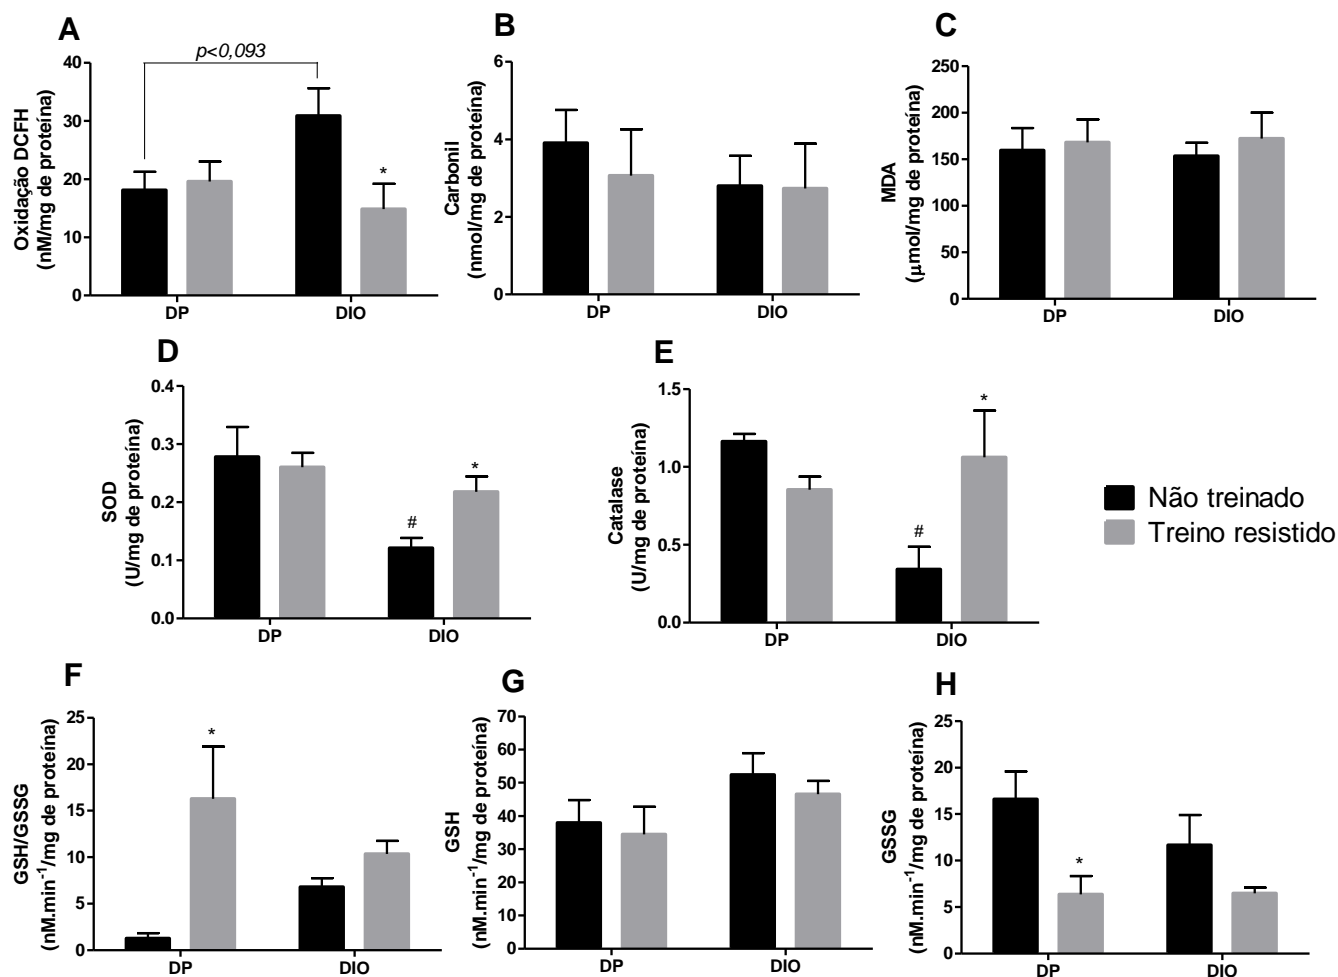 A
p<0,093
Oxidação DCFH
(nM/mg de proteína)
40
30
20
10
0
*
DP
DIO
B
Carbonil
(nmol/mg de proteína)
6
4
2
0
DP
DIO
C
MDA
(μmol/mg de proteína)
250
200
150
100
50
0
DP
DIO
D
SOD
(U/mg de proteína)
0.4
0.3
0.2
0.1
0.0
#
*
DP
DIO
E
Catalase
(U/mg de proteína)
1.5
1.0
0.5
0.0
#
*
DP
DIO
Não treinado
Treino resistido
F
GSH/GSSG
(nM.min⁻¹/mg de proteína)
25
20
15
10
5
0
*
DP
DIO
G
GSH
(nM.min⁻¹/mg de proteína)
70
60
50
40
30
20
10
0
DP
DIO
H
GSSG
(nM.min⁻¹/mg de proteína)
25
20
15
10
5
0
*
DP
DIO